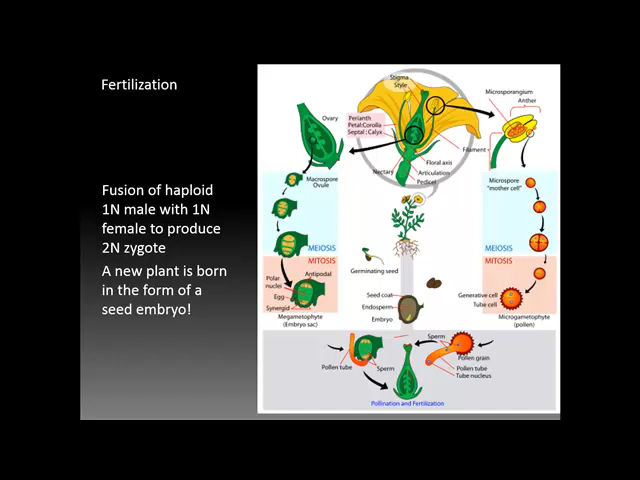 Fertilization
Fusion of haploid
1N male with 1N
female to produce
2N zygote
A new plant is born
in the form of a
seed embryo!
Stigma
Style
Microsporangium
Anther
Ovary
Perianth
Petal:Corolla
Septal : Calyx
Filament
Floral axis
Nectary
Articulation
Pedicel
Macrospore
Ovule
Microspore
"mother cell"
MEIOSIS
MEIOSIS
MITOSIS
MITOSIS
Germinating seed
Polar
nucles
Antipodal
Egg
Synergid
Megametophyte
(Embryo sac)
Seed coat
Endosperm
Embryo
Generative cell
Tube cell
Microgametophyte
(pollen)
Sperm
Pollen grain
Pollen tube
Sperm
Pollen tube
Tube nucleus
Pollination and Fertilization